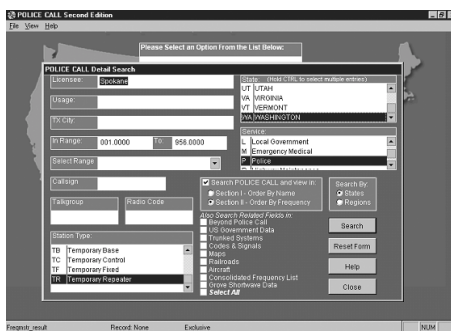 POLICE CALL Second Edition
File View Help
Please Select an Option From the List Below:
POLICE CALL Detail Search
Licensee: Spokane
Usage:
TX City:
In Range: 001.0000 To: 956.0000
Select Range
Callsign
Talkgroup Radio Code
Station Type:
TB Temporary Base
TC Temporary Control
TF Temporary Fixed
TR Temporary Repeater
State: (Hold CTRL to select multiple entries)
UT UTAH
VA VIRGINIA
VT VERMONT
WA WASHINGTON
Service:
L Local Government
M Emergency Medical
P Police
Search POLICE CALL and view in:
Section I - Order By Name
Section II - Order By Frequency
Search By:
States
Regions
Also Search Related Fields in:
Beyond Police Call
US Government Data
Trunked Systems
Codes & Signals
Maps
Railroads
Aircraft
Consolidated Frequency List
Grove Shortwave Data
Select All
Search
Reset Form
Help
Close
Freqnstr_result Record: None Exclusive NUM